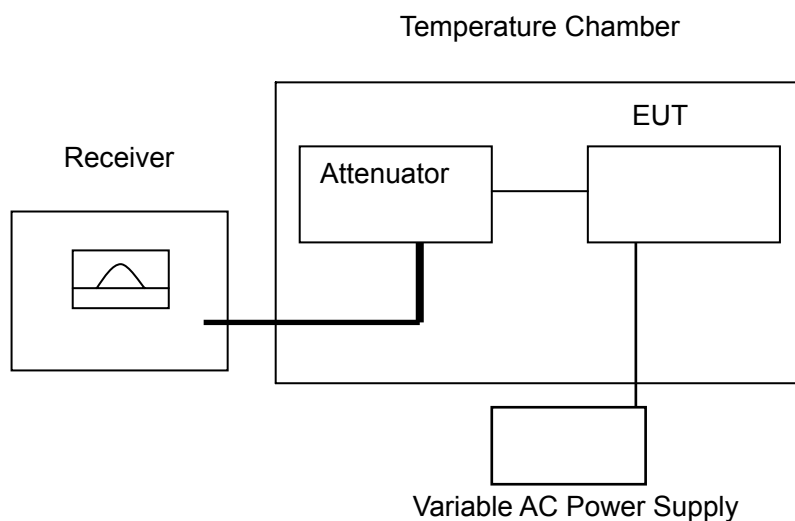 Temperature Chamber
EUT
Receiver
Attenuator
Variable AC Power Supply